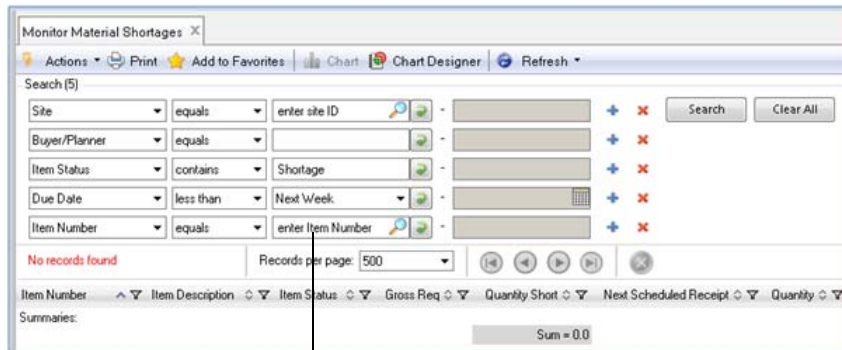 Monitor Material Shortages X
Actions Print Add to Favorites Chart Chart Designer Refresh
Search (5)
Site equals enter site ID - Search Clear All
Buyer/Planner equals -
Item Status contains Shortage -
Due Date less than Next Week -
Item Number equals enter Item Number -
No records found Records per page: 500
Item Number Item Description Item Status Gross Req Quantity Short Next Scheduled Receipt Quantity
Summaries:
Sum = 0.0